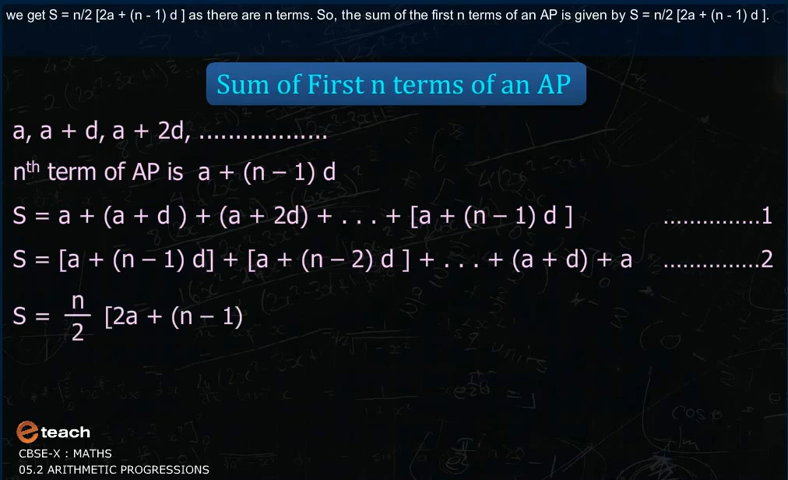 we get S = n/2 [2a + (n - 1) d ] as there are n terms. So, the sum of the first n terms of an AP is given by S = n/2 [2a + (n - 1) d ].
Sum of First n terms of an AP
a, a + d, a + 2d, ..................
nth term of AP is a + (n − 1) d
S = a + (a + d ) + (a + 2d) + . . . + [a + (n − 1) d ] ...............1
S = [a + (n − 1) d] + [a + (n − 2) d ] + . . . + (a + d) + a ...............2
S = n/2 [2a + (n − 1)
e teach
CBSE-X : MATHS
05.2 ARITHMETIC PROGRESSIONS